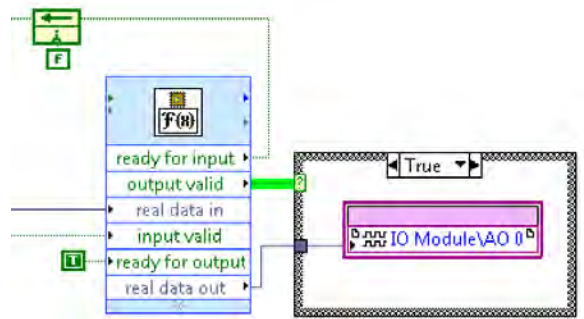 F
F(x)
ready for input
output valid
real data in
input valid
T
ready for output
real data out
True
?
IO Module\AO 0